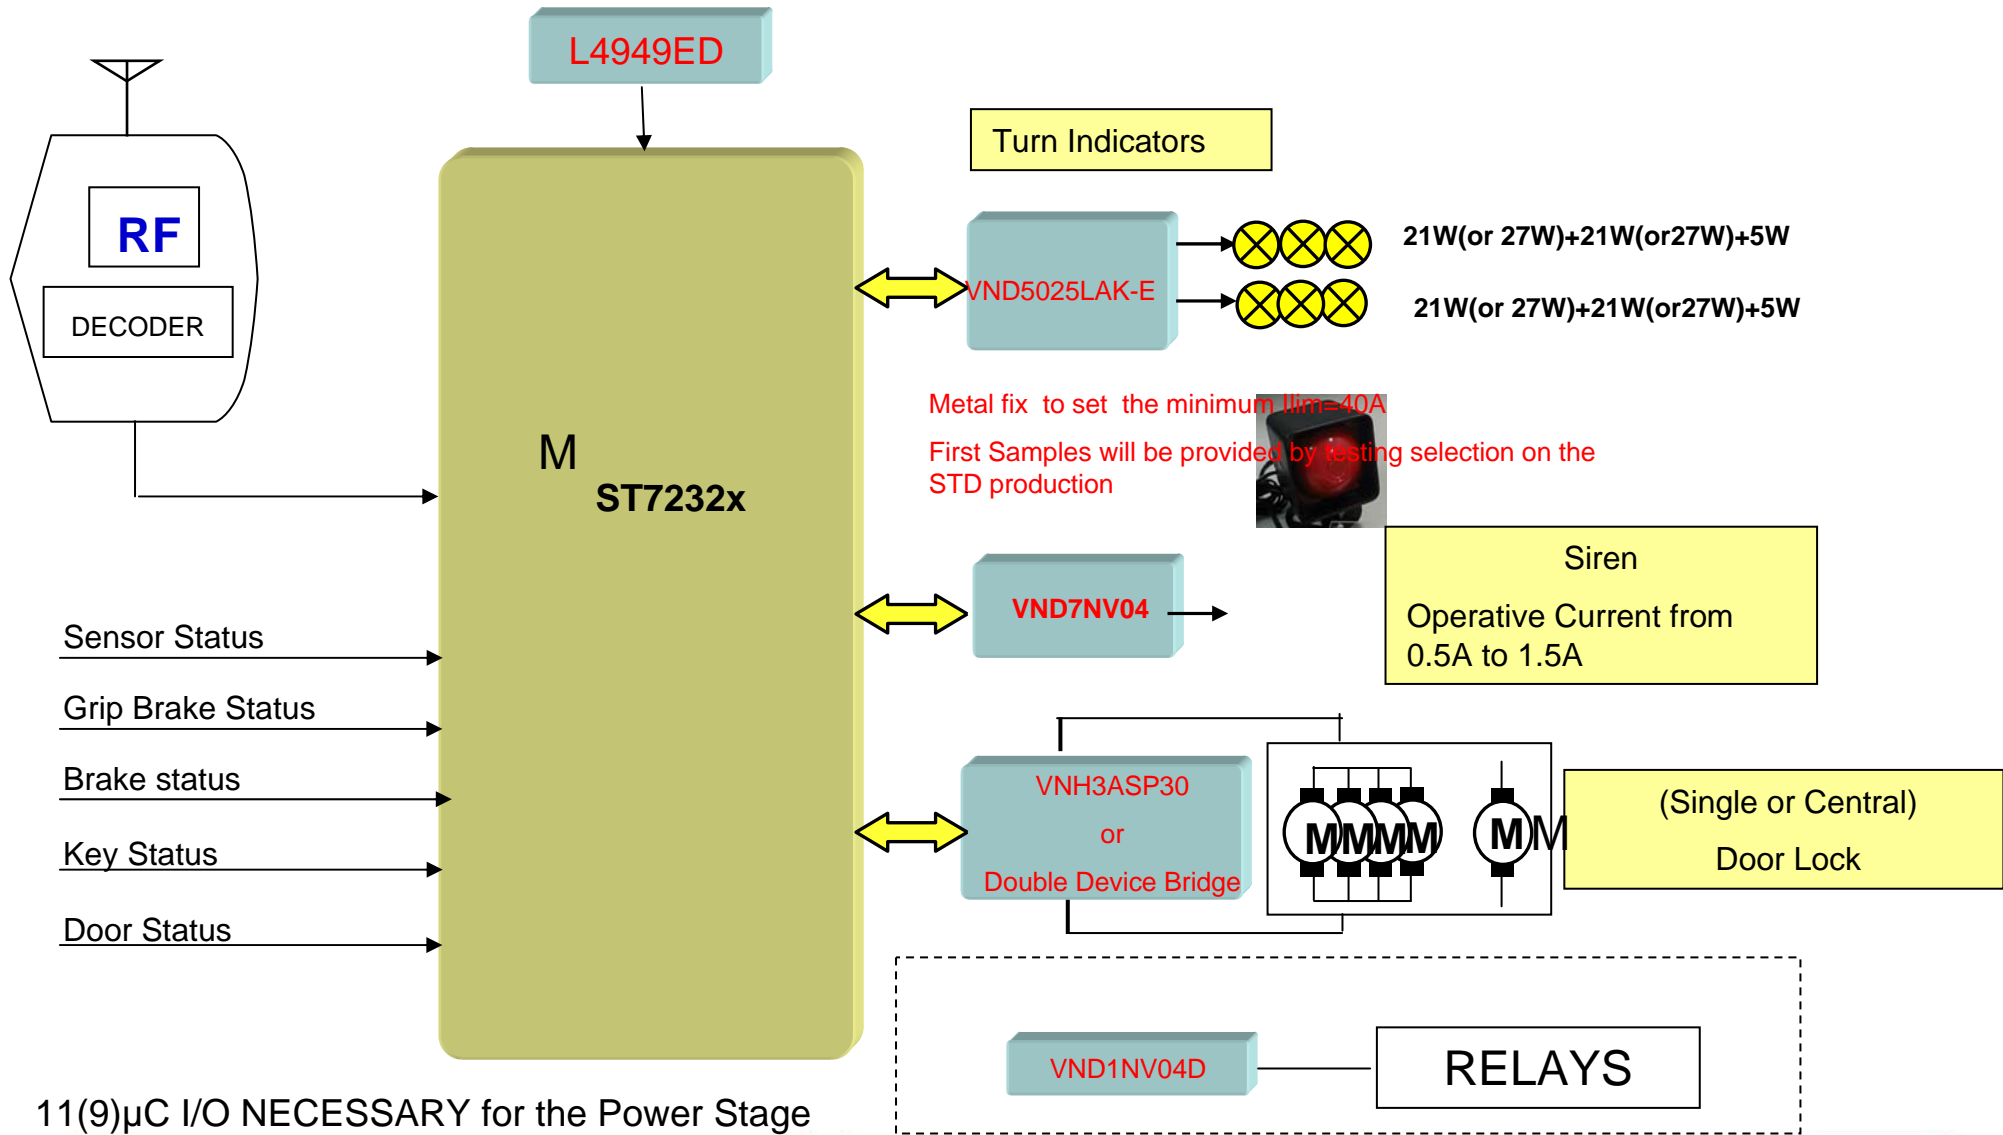 L4949ED
Turn Indicators
RF
DECODER
VND5025LAK-E
21W(or 27W)+21W(or27W)+5W
21W(or 27W)+21W(or27W)+5W
Metal fix to set the minimum Ilim=40A
First Samples will be provided by testing selection on the
STD production
M
ST7232x
Siren
Operative Current from
0.5A to 1.5A
VND7NV04
Sensor Status
Grip Brake Status
Brake status
Key Status
Door Status
VNH3ASP30
or
Double Device Bridge
M M M M M M
(Single or Central)
Door Lock
VND1NV04D
RELAYS
11(9)µC I/O NECESSARY for the Power Stage